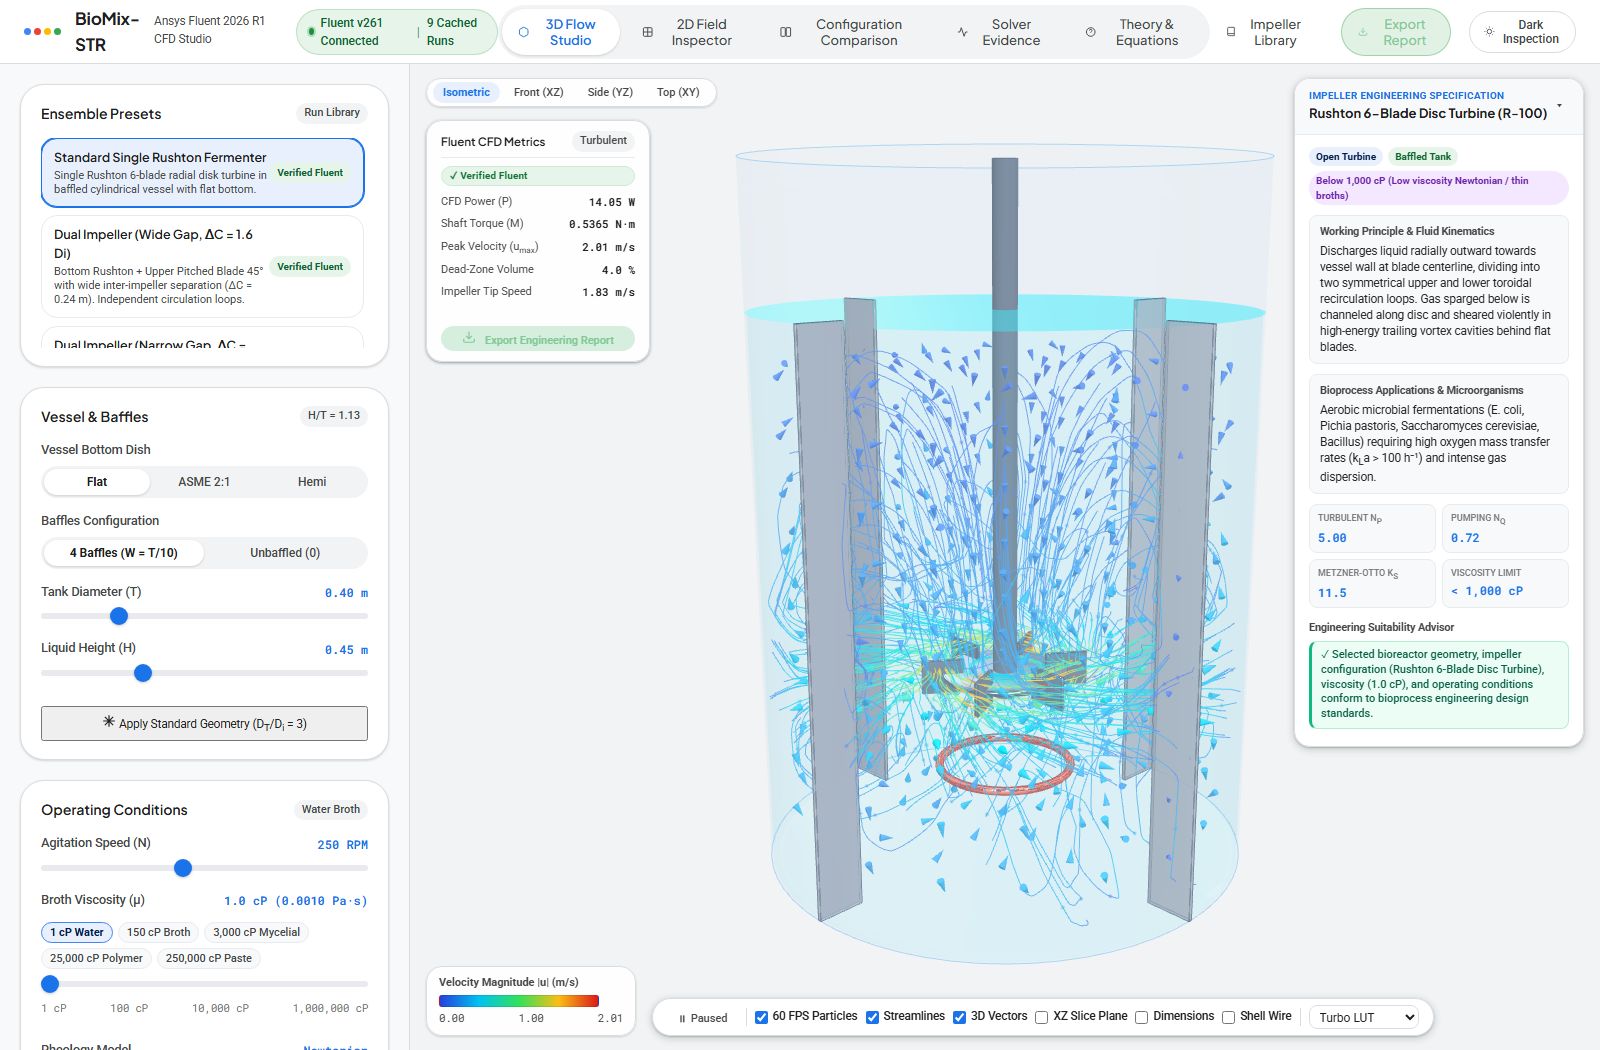 BioMix-STR
Ansys Fluent 2026 R1
CFD Studio
Fluent v261
Connected
9 Cached
Runs
3D Flow
Studio
2D Field
Inspector
Configuration
Comparison
Solver
Evidence
Theory &
Equations
Impeller
Library
Export
Report
Dark
Inspection
Ensemble Presets
Run Library
Standard Single Rushton Fermenter
Single Rushton 6-blade radial disk turbine in
baffled cylindrical vessel with flat bottom.
Verified Fluent
Dual Impeller (Wide Gap, ΔC = 1.6
Di)
Bottom Rushton + Upper Pitched Blade 45°
with wide inter-impeller separation (ΔC =
0.24 m). Independent circulation loops.
Verified Fluent
Dual Impeller (Narrow Gap, ΔC =
Vessel & Baffles
H/T = 1.13
Vessel Bottom Dish
Flat
ASME 2:1
Hemi
Baffles Configuration
4 Baffles (W = T/10)
Unbaffled (0)
Tank Diameter (T)
0.40 m
Liquid Height (H)
0.45 m
✳ Apply Standard Geometry (DT/Di = 3)
Operating Conditions
Water Broth
Agitation Speed (N)
250 RPM
Broth Viscosity (μ)
1.0 cP (0.0010 Pa·s)
1 cP Water
150 cP Broth
3,000 cP Mycelial
25,000 cP Polymer
250,000 cP Paste
1 cP
100 cP
10,000 cP
1,000,000 cP
Rheology Model
Newtonian
Isometric
Front (XZ)
Side (YZ)
Top (XY)
Fluent CFD Metrics
Turbulent
✓ Verified Fluent
CFD Power (P)
14.05 W
Shaft Torque (M)
0.5365 N·m
Peak Velocity (umax)
2.01 m/s
Dead-Zone Volume
4.0 %
Impeller Tip Speed
1.83 m/s
Export Engineering Report
Velocity Magnitude |u| (m/s)
0.00
1.00
2.01
⏸ Paused
60 FPS Particles
Streamlines
3D Vectors
XZ Slice Plane
Dimensions
Shell Wire
Turbo LUT
IMPELLER ENGINEERING SPECIFICATION
Rushton 6-Blade Disc Turbine (R-100)
Open Turbine
Baffled Tank
Below 1,000 cP (Low viscosity Newtonian / thin
broths)
Working Principle & Fluid Kinematics
Discharges liquid radially outward towards
vessel wall at blade centerline, dividing into
two symmetrical upper and lower toroidal
recirculation loops. Gas sparged below is
channeled along disc and sheared violently in
high-energy trailing vortex cavities behind flat
blades.
Bioprocess Applications & Microorganisms
Aerobic microbial fermentations (E. coli,
Pichia pastoris, Saccharomyces cerevisiae,
Bacillus) requiring high oxygen mass transfer
rates (kLa > 100 h⁻¹) and intense gas
dispersion.
TURBULENT NP
5.00
PUMPING NQ
0.72
METZNER-OTTO KS
11.5
VISCOSITY LIMIT
< 1,000 cP
Engineering Suitability Advisor
✓ Selected bioreactor geometry, impeller
configuration (Rushton 6-Blade Disc Turbine),
viscosity (1.0 cP), and operating conditions
conform to bioprocess engineering design
standards.